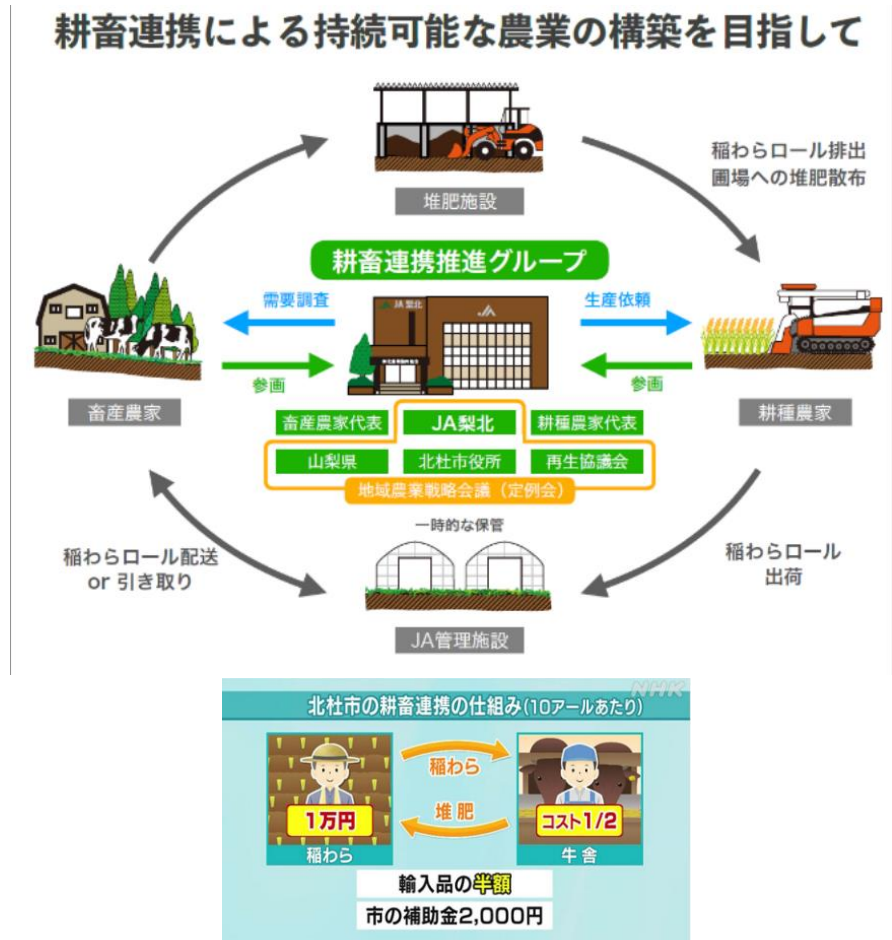 耕畜連携による持続可能な農業の構築を目指して
稲わらロール排出
圃場への堆肥散布
堆肥施設
耕畜連携推進グループ
需要調査
JA 梨北
JA
生産依頼
参画
参画
畜産農家
耕種農家
畜産農家代表
JA梨北
耕種農家代表
山梨県
北杜市役所
再生協議会
地域農業戦略会議（定例会）
一時的な保管
稲わらロール配送
or 引き取り
稲わらロール
出荷
JA管理施設
NHK
北杜市の耕畜連携の仕組み(10アールあたり)
稲わら
堆肥
1万円
コスト1/2
稲わら
牛舎
輸入品の半額
市の補助金2,000円